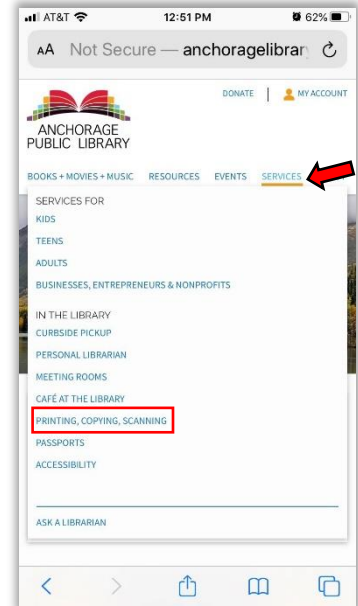 AT&T 12:51 PM 62%
AA Not Secure — anchoragelibrar
DONATE | MY ACCOUNT
ANCHORAGE
PUBLIC LIBRARY
BOOKS + MOVIES + MUSIC RESOURCES EVENTS SERVICES
SERVICES FOR
KIDS
TEENS
ADULTS
BUSINESSES, ENTREPRENEURS & NONPROFITS
IN THE LIBRARY
CURBSIDE PICKUP
PERSONAL LIBRARIAN
MEETING ROOMS
CAFÉ AT THE LIBRARY
PRINTING, COPYING, SCANNING
PASSPORTS
ACCESSIBILITY
ASK A LIBRARIAN